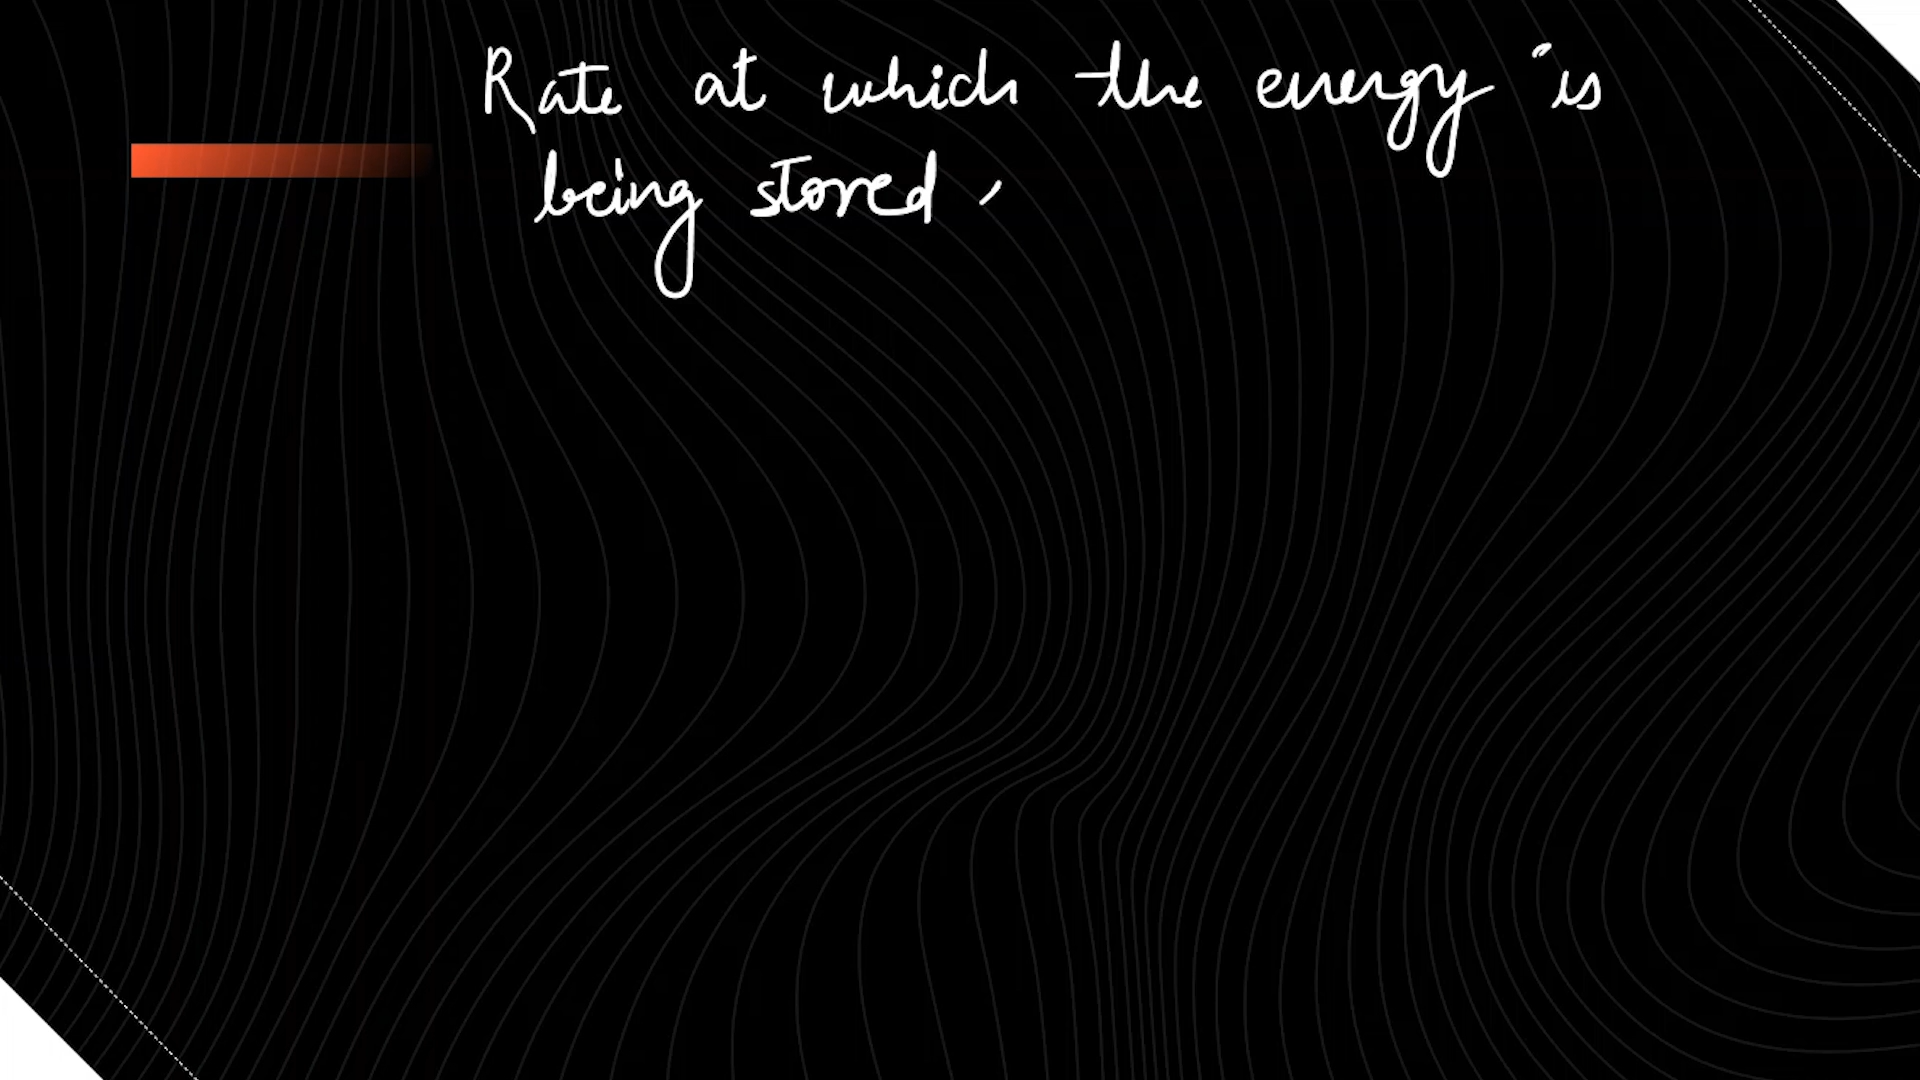 Rate at which the energy is
being stored,